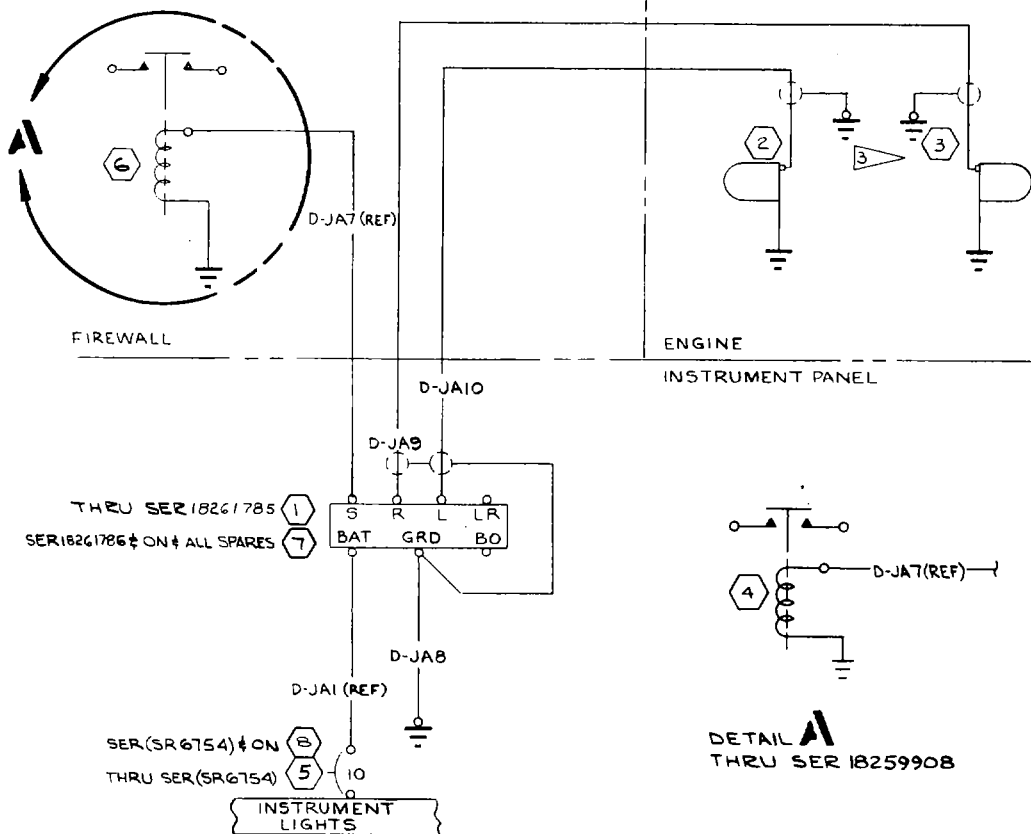 A
6
D-JA7 (REF)
2
3
3
FIREWALL
ENGINE
INSTRUMENT PANEL
D-JA10
D-JA9
THRU SER 18261785 1
S R L LR
SER18261786 & ON & ALL SPARES 7
BAT GRD BO
4
D-JA7(REF)
D-JA8
D-JA1 (REF)
SER(SR6754) & ON 8
THRU SER(SR6754) 5 10
INSTRUMENT
LIGHTS
DETAIL A
THRU SER 18259908